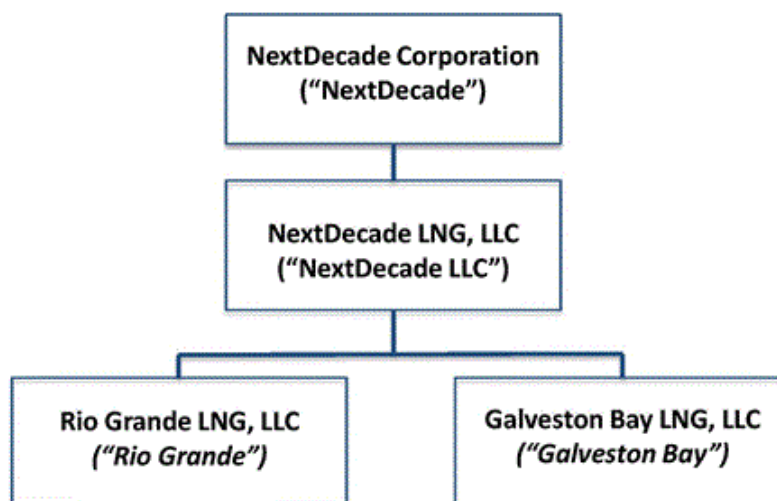 NextDecade Corporation
(“NextDecade”)
NextDecade LNG, LLC
(“NextDecade LLC”)
Rio Grande LNG, LLC
(“Rio Grande”)
Galveston Bay LNG, LLC
(“Galveston Bay”)